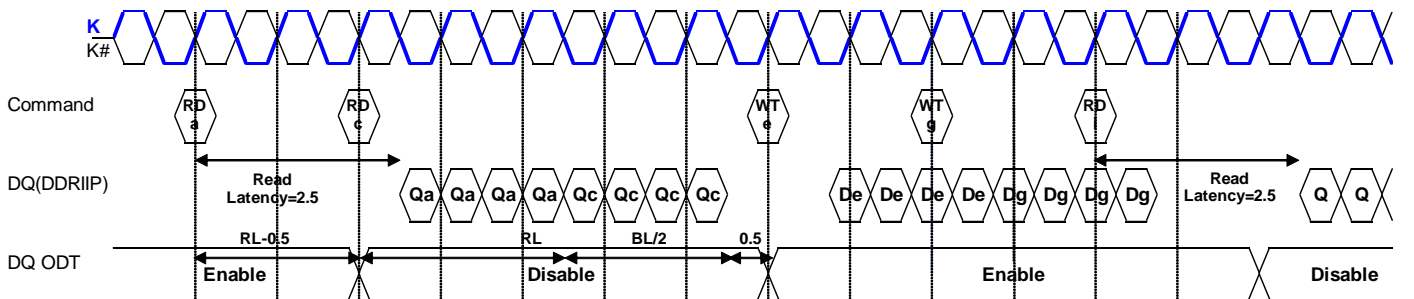 K
K#
Command RD a RD c WT e WT g RD
DQ(DDRIIP) Read Latency=2.5 Qa Qa Qa Qa Qc Qc Qc Qc De De De De Dg Dg Dg Dg Read Latency=2.5 Q Q
RL-0.5 RL BL/2 0.5
DQ ODT Enable Disable Enable Disable